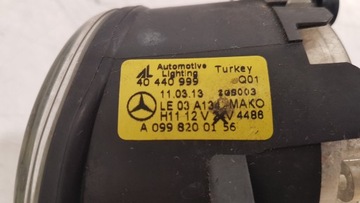 AL Automotive Lighting Turkey
40 440 999 Q01
11.03.13
LE 03 A13 MAKO
H11 12 V V 4486
A 099 820 01 56